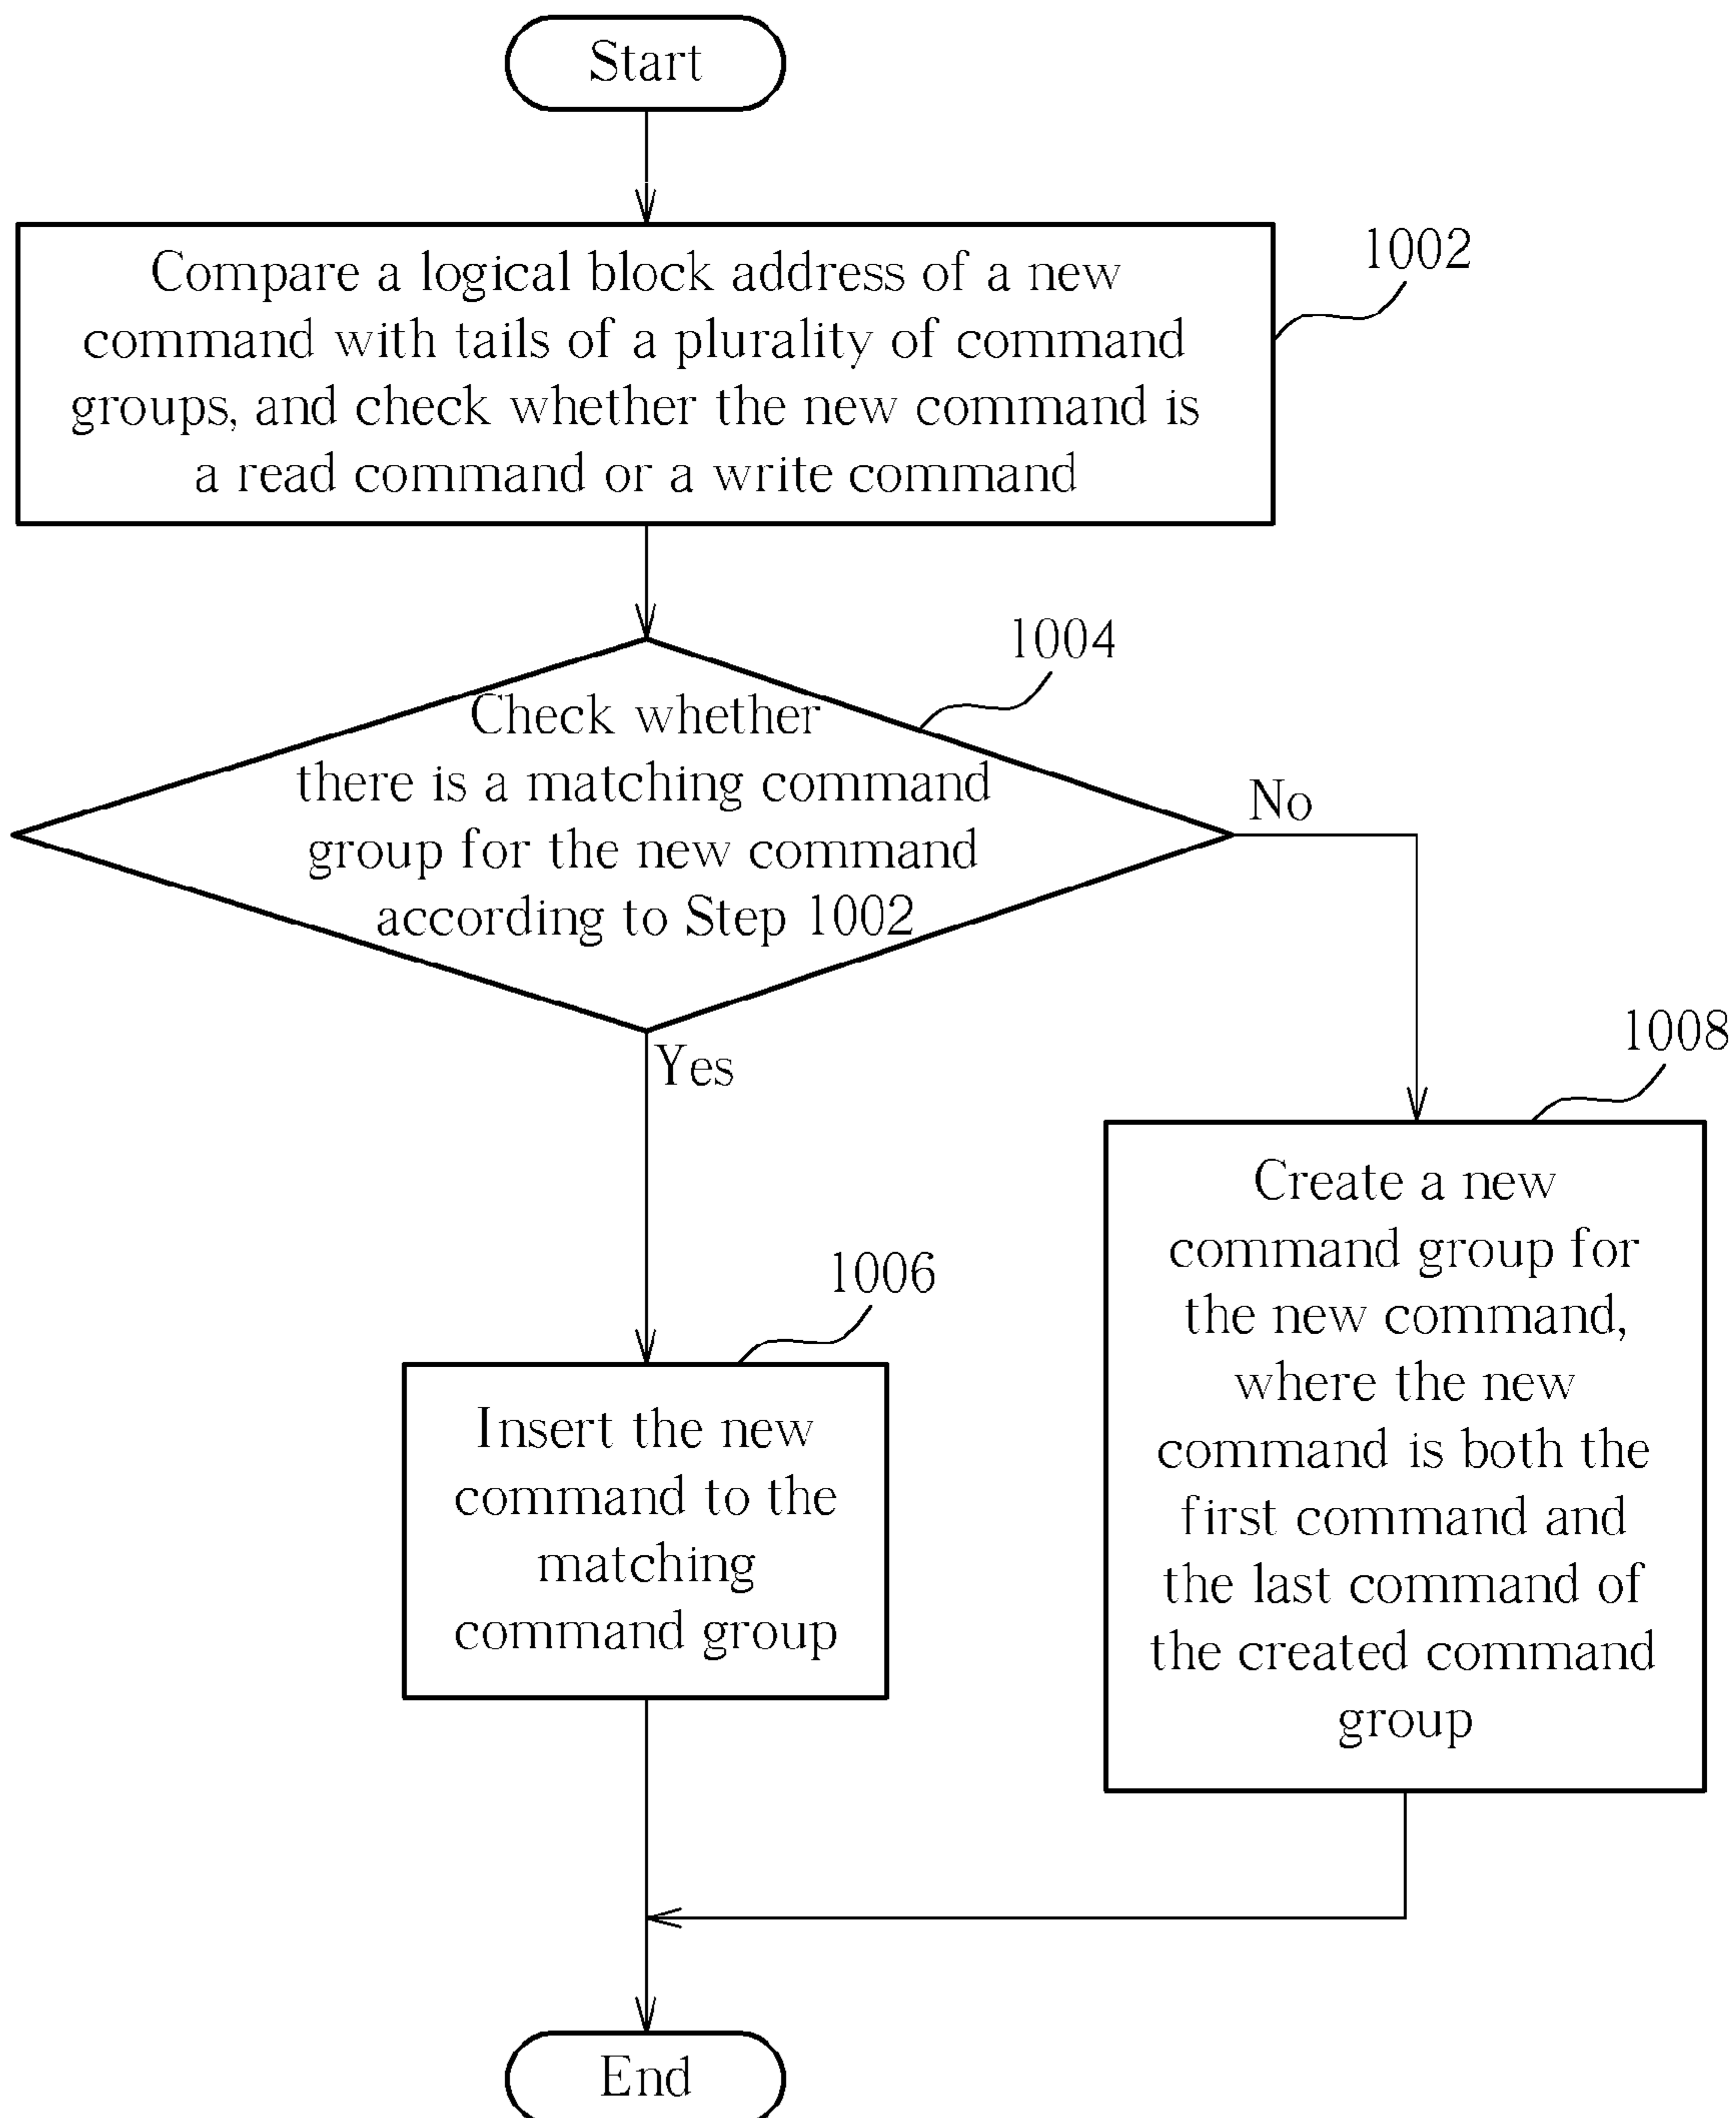 Start
1002
Compare a logical block address of a new
command with tails of a plurality of command
groups, and check whether the new command is
a read command or a write command
1004
Check whether
there is a matching command
group for the new command
according to Step 1002
No
Yes
1008
Create a new
command group for
the new command,
where the new
command is both the
first command and
the last command of
the created command
group
1006
Insert the new
command to the
matching
command group
End